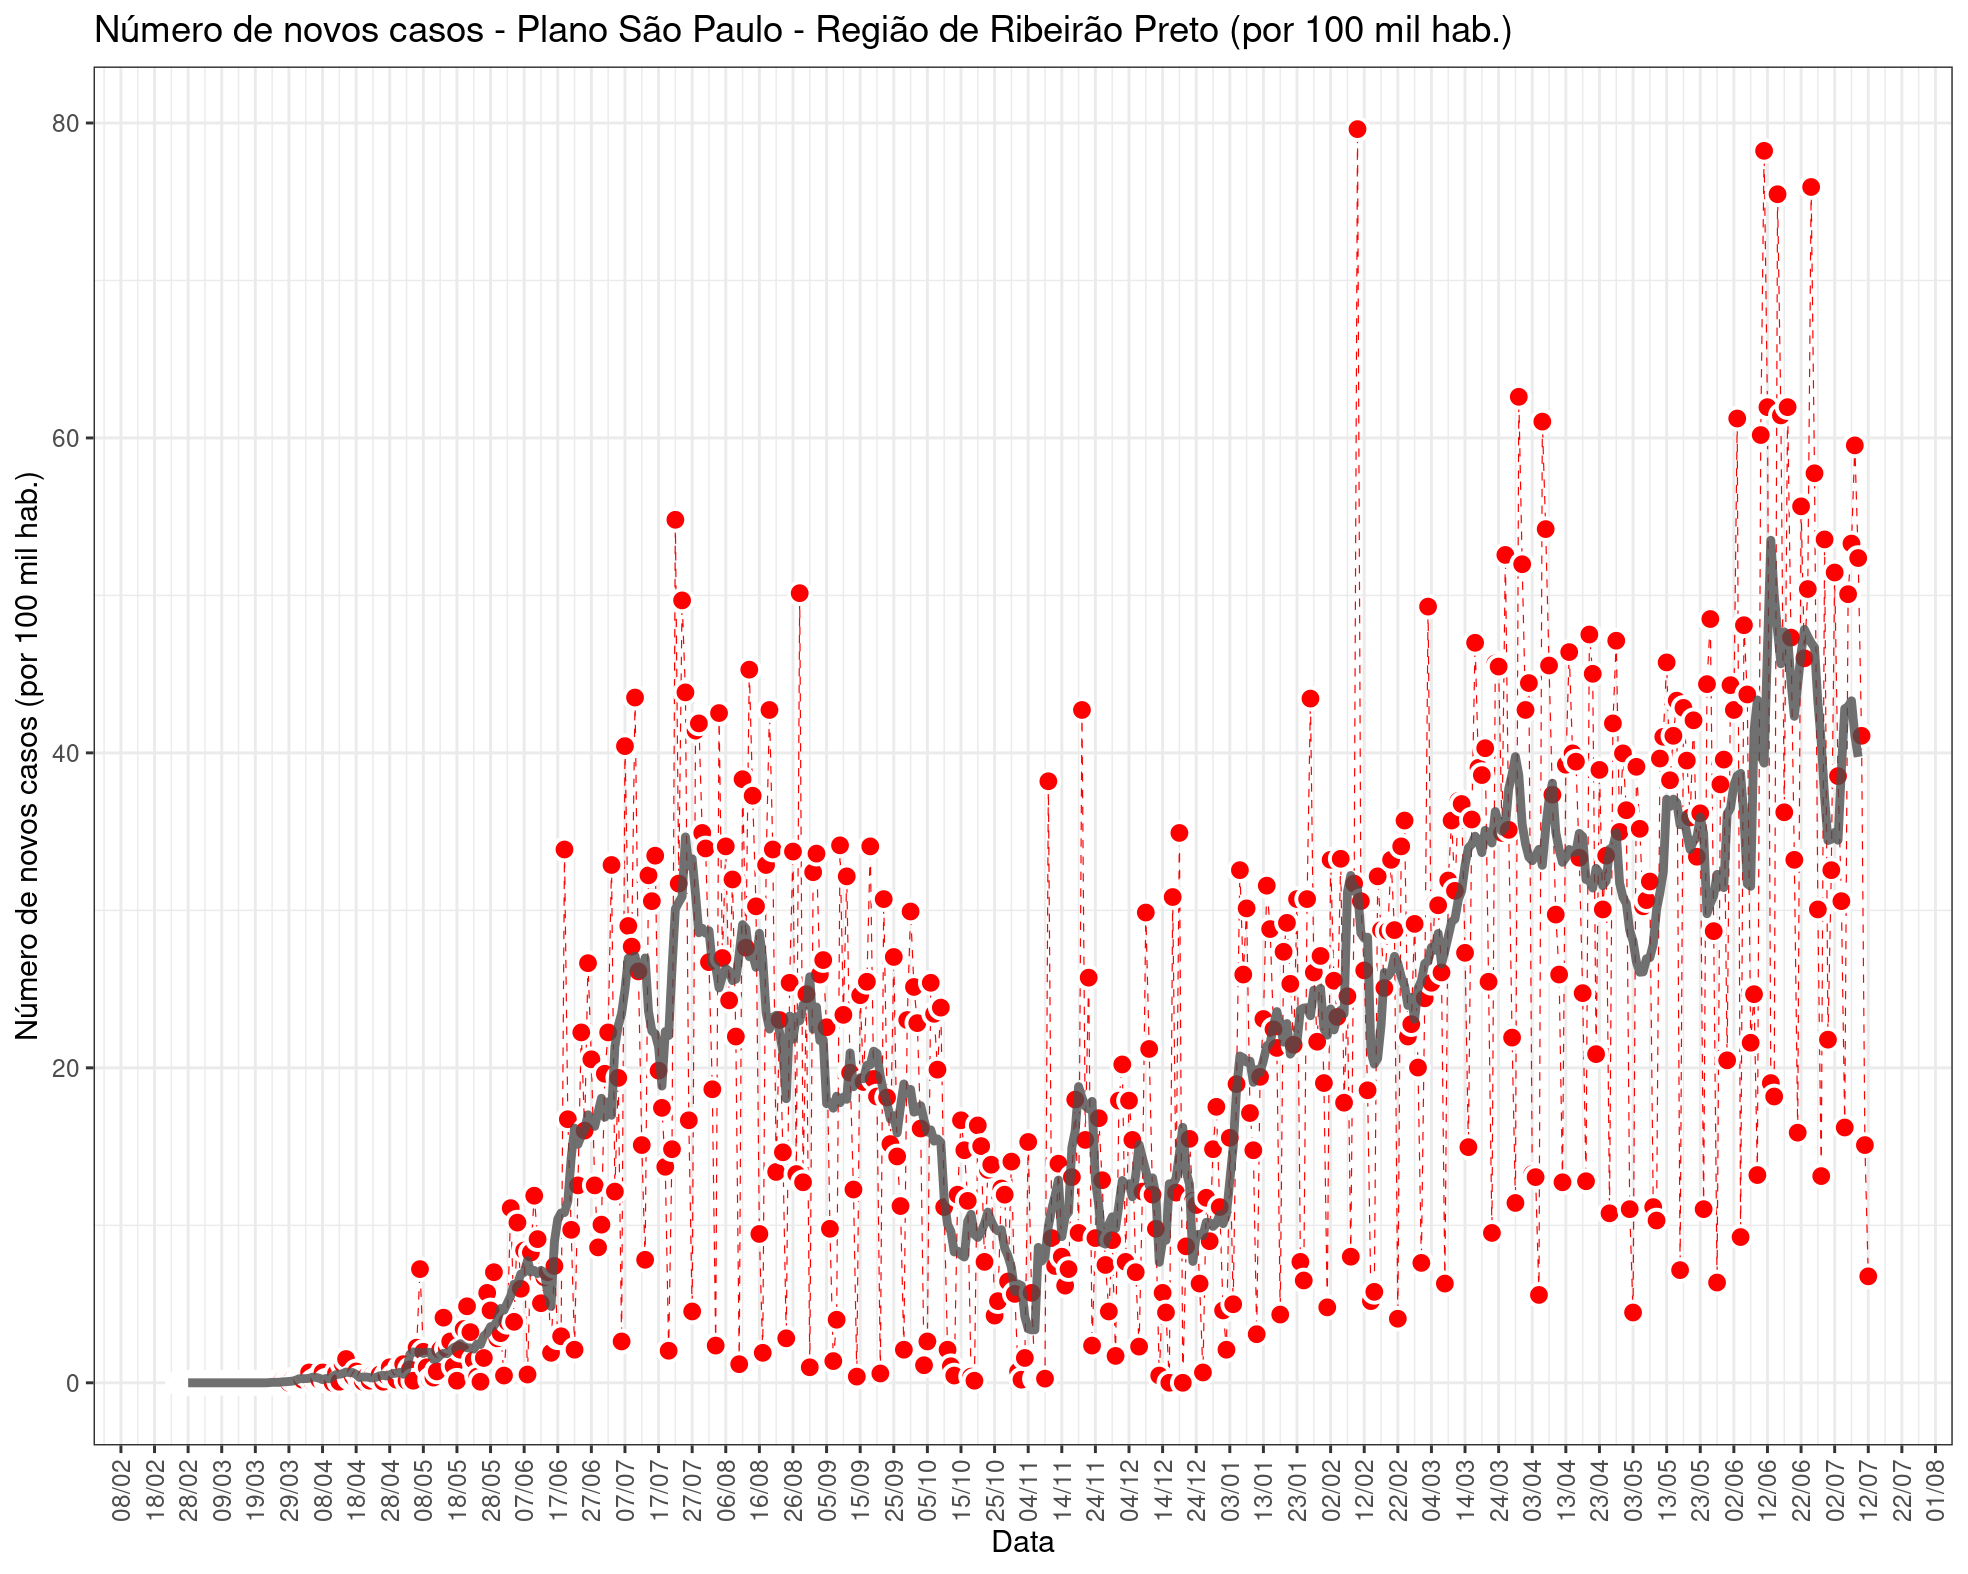 Número de novos casos - Plano São Paulo - Região de Ribeirão Preto (por 100 mil hab.)
Número de novos casos (por 100 mil hab.)
80
60
40
20
0
08/02 18/02 28/02 09/03 19/03 29/03 08/04 18/04 28/04 08/05 18/05 28/05 07/06 17/06 27/06 07/07 17/07 27/07 06/08 16/08 26/08 05/09 15/09 25/09 05/10 15/10 25/10 04/11 14/11 24/11 04/12 14/12 24/12 03/01 13/01 23/01 02/02 12/02 22/02 04/03 14/03 24/03 03/04 13/04 23/04 03/05 13/05 23/05 02/06 12/06 22/06 02/07 12/07 22/07 01/08
Data